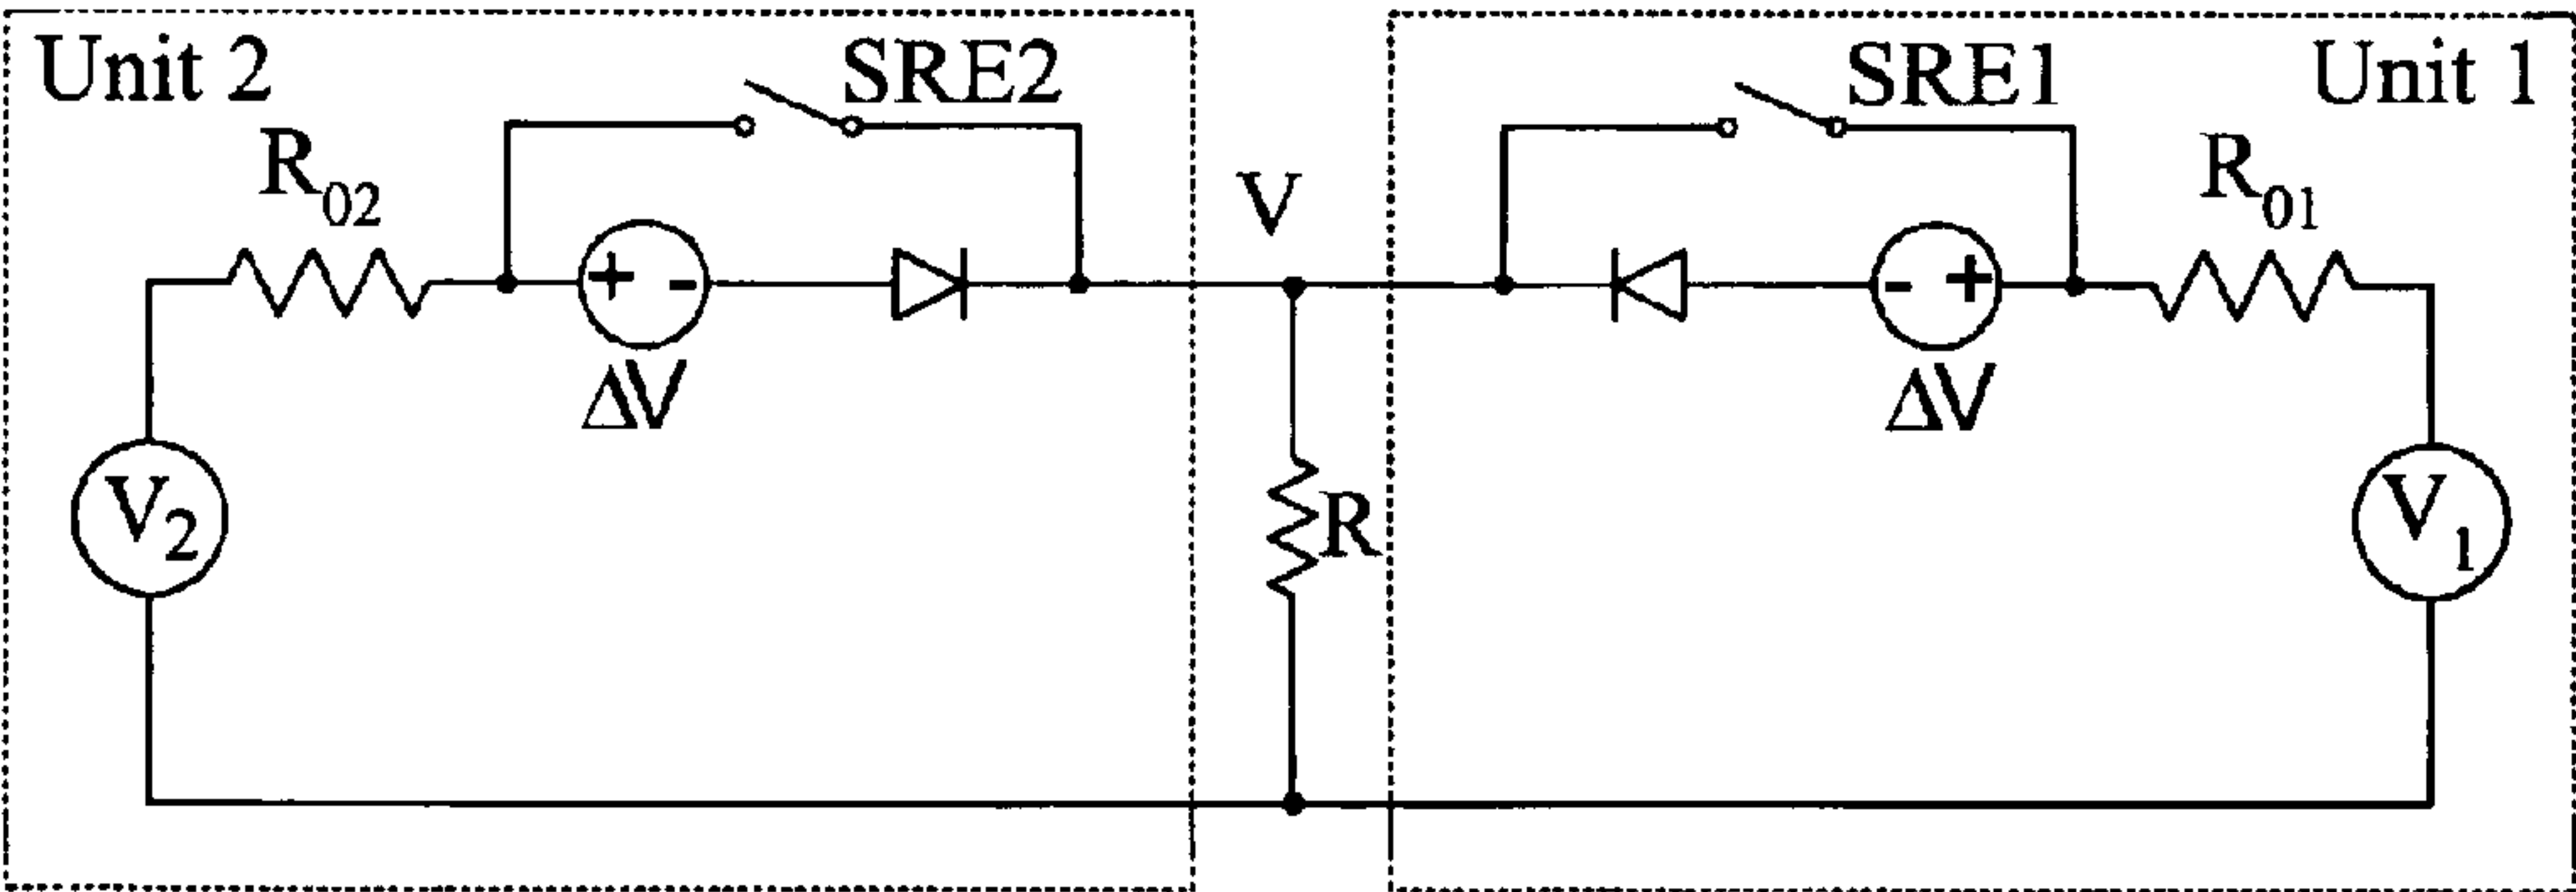 Unit 2
SRE2
SRE1
Unit 1
R02
V
R01
+ -
- +
ΔV
ΔV
V2
R
V1